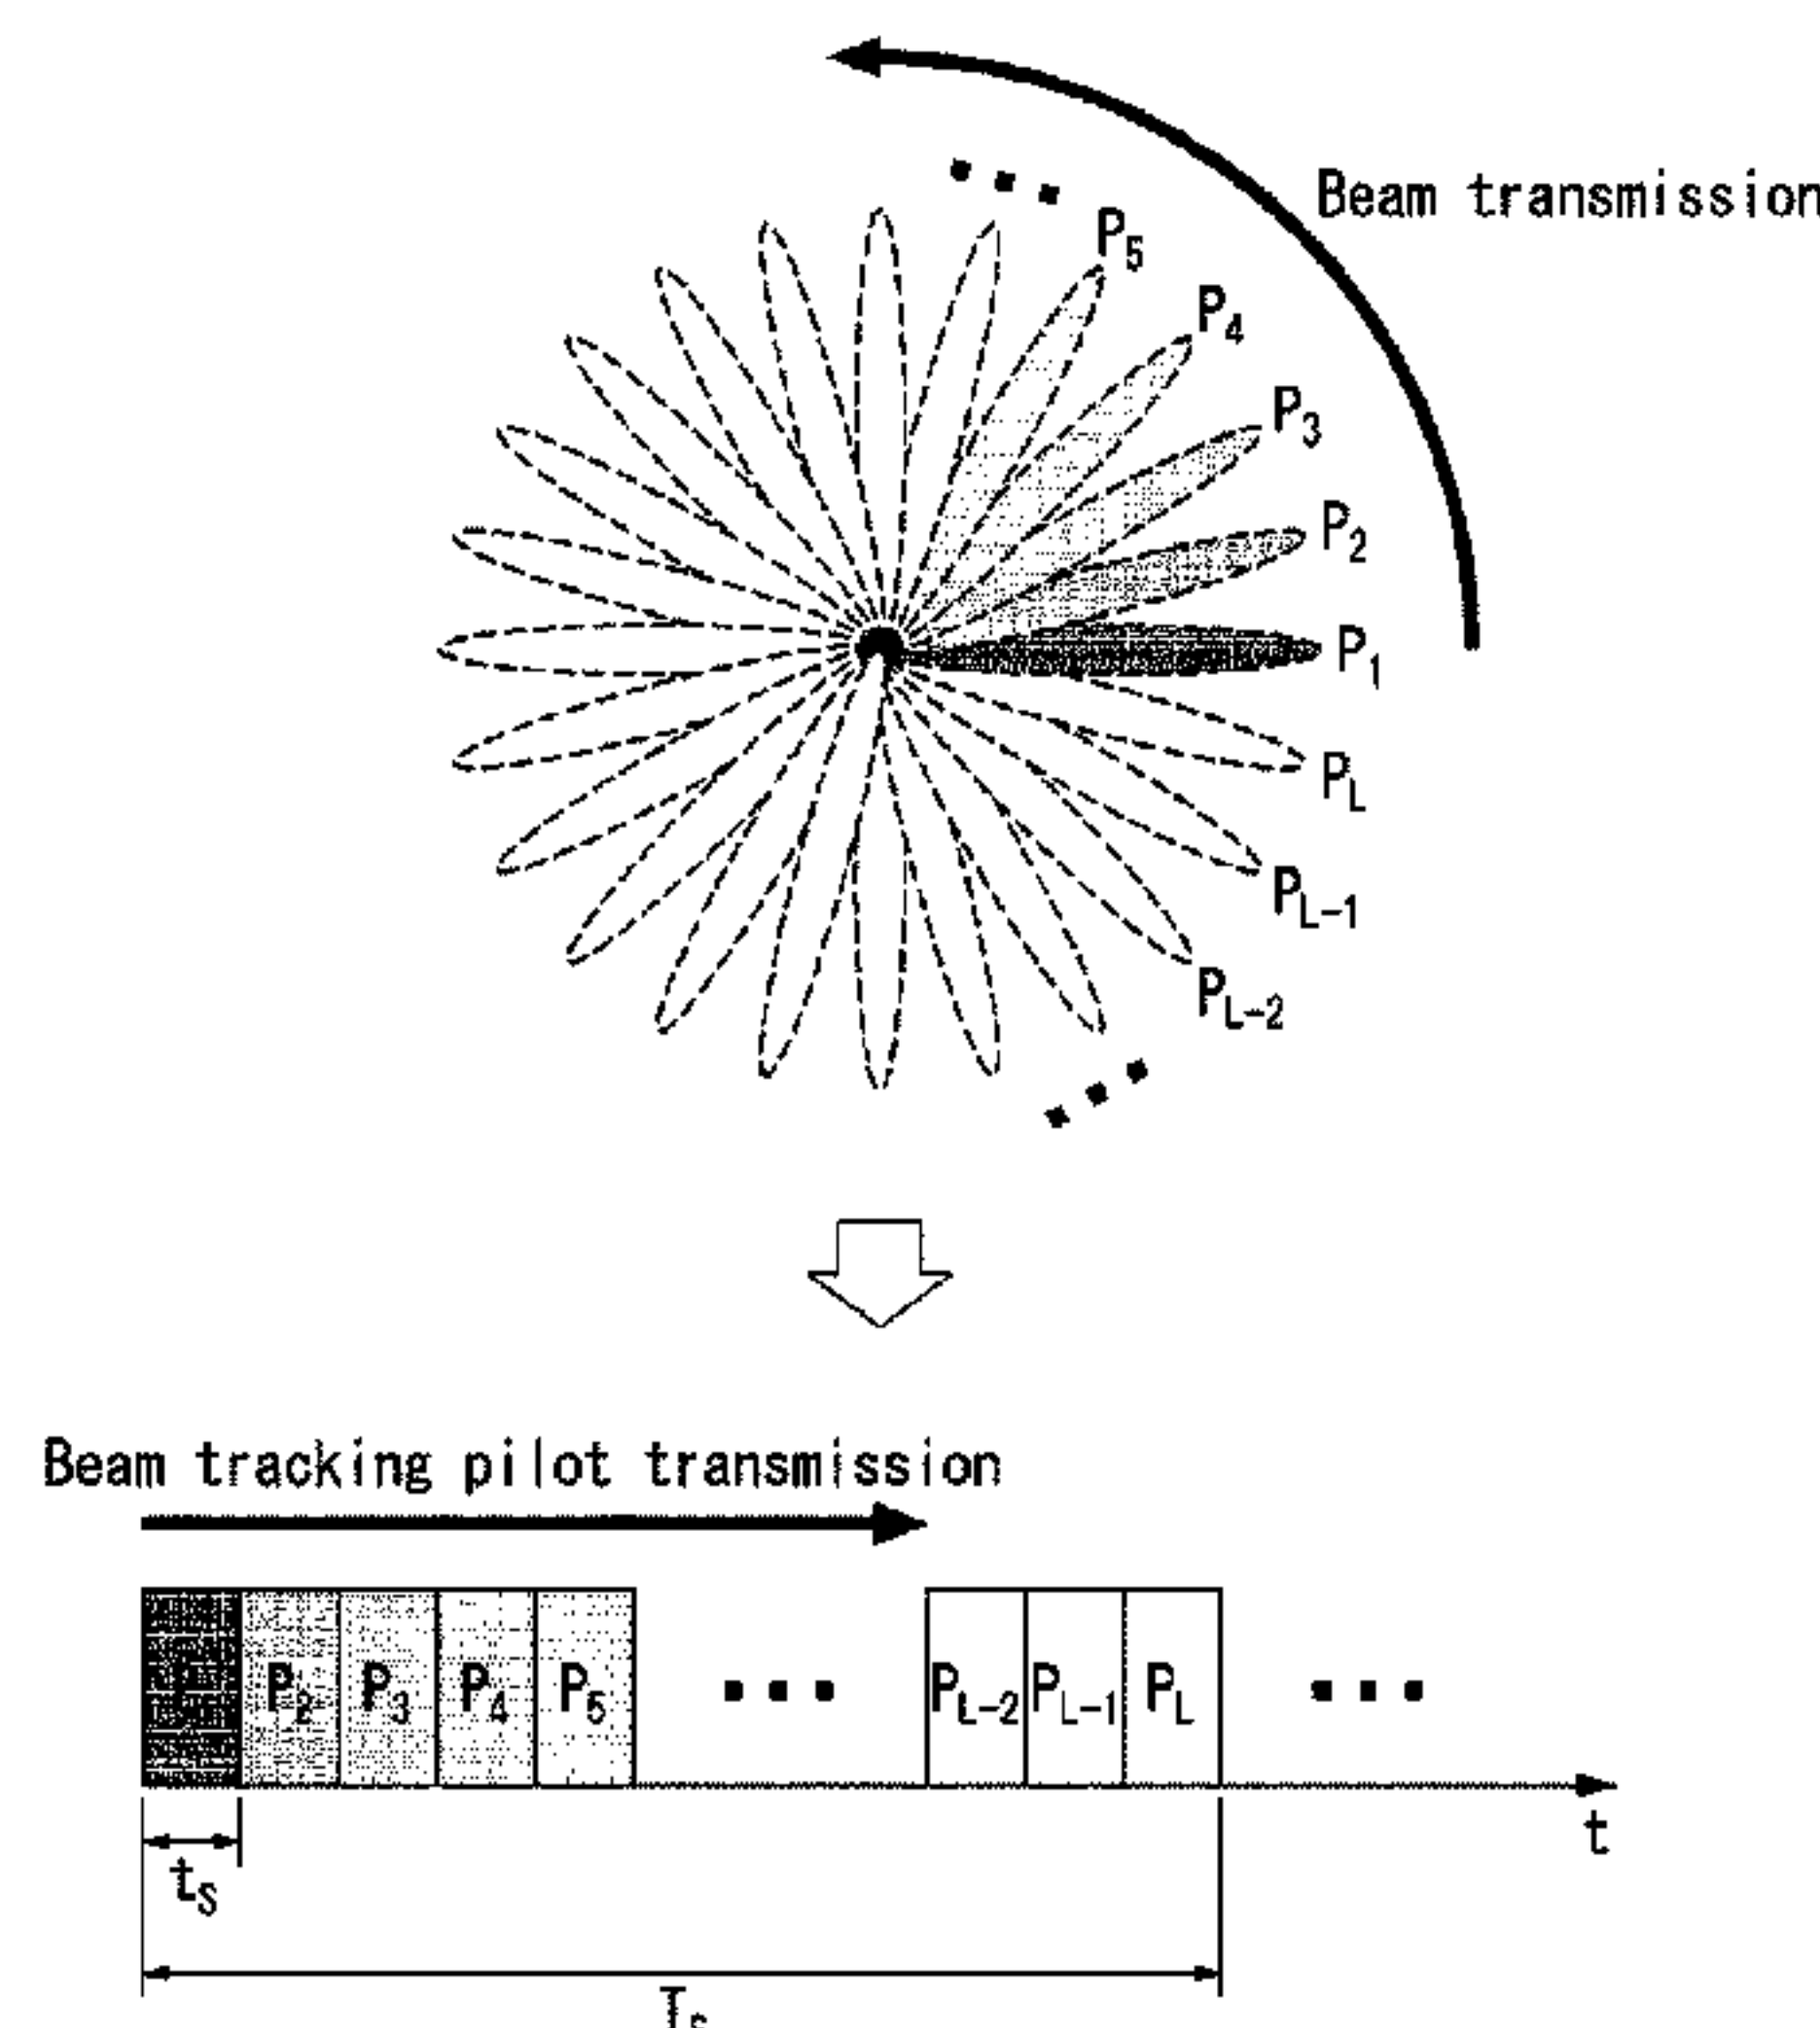 Beam transmission
P5
P4
P3
P2
P1
PL
PL-1
PL-2
Beam tracking pilot transmission
P2 P3 P4 P5 ... PL-2 PL-1 PL ...
t
ts
Ts